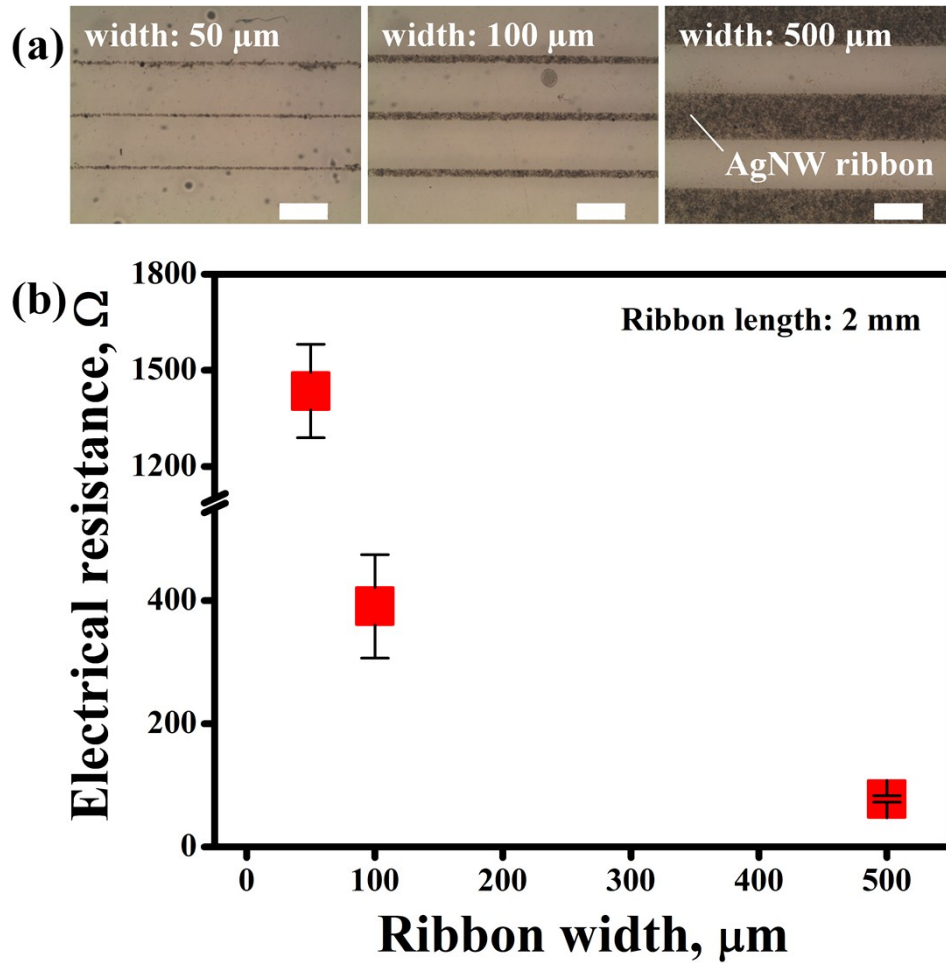 (a)
width: 50 μm
width: 100 μm
width: 500 μm
AgNW ribbon
(b)
Electrical resistance, Ω
1800
1500
1200
400
200
0
Ribbon length: 2 mm
0 100 200 300 400 500
Ribbon width, μm